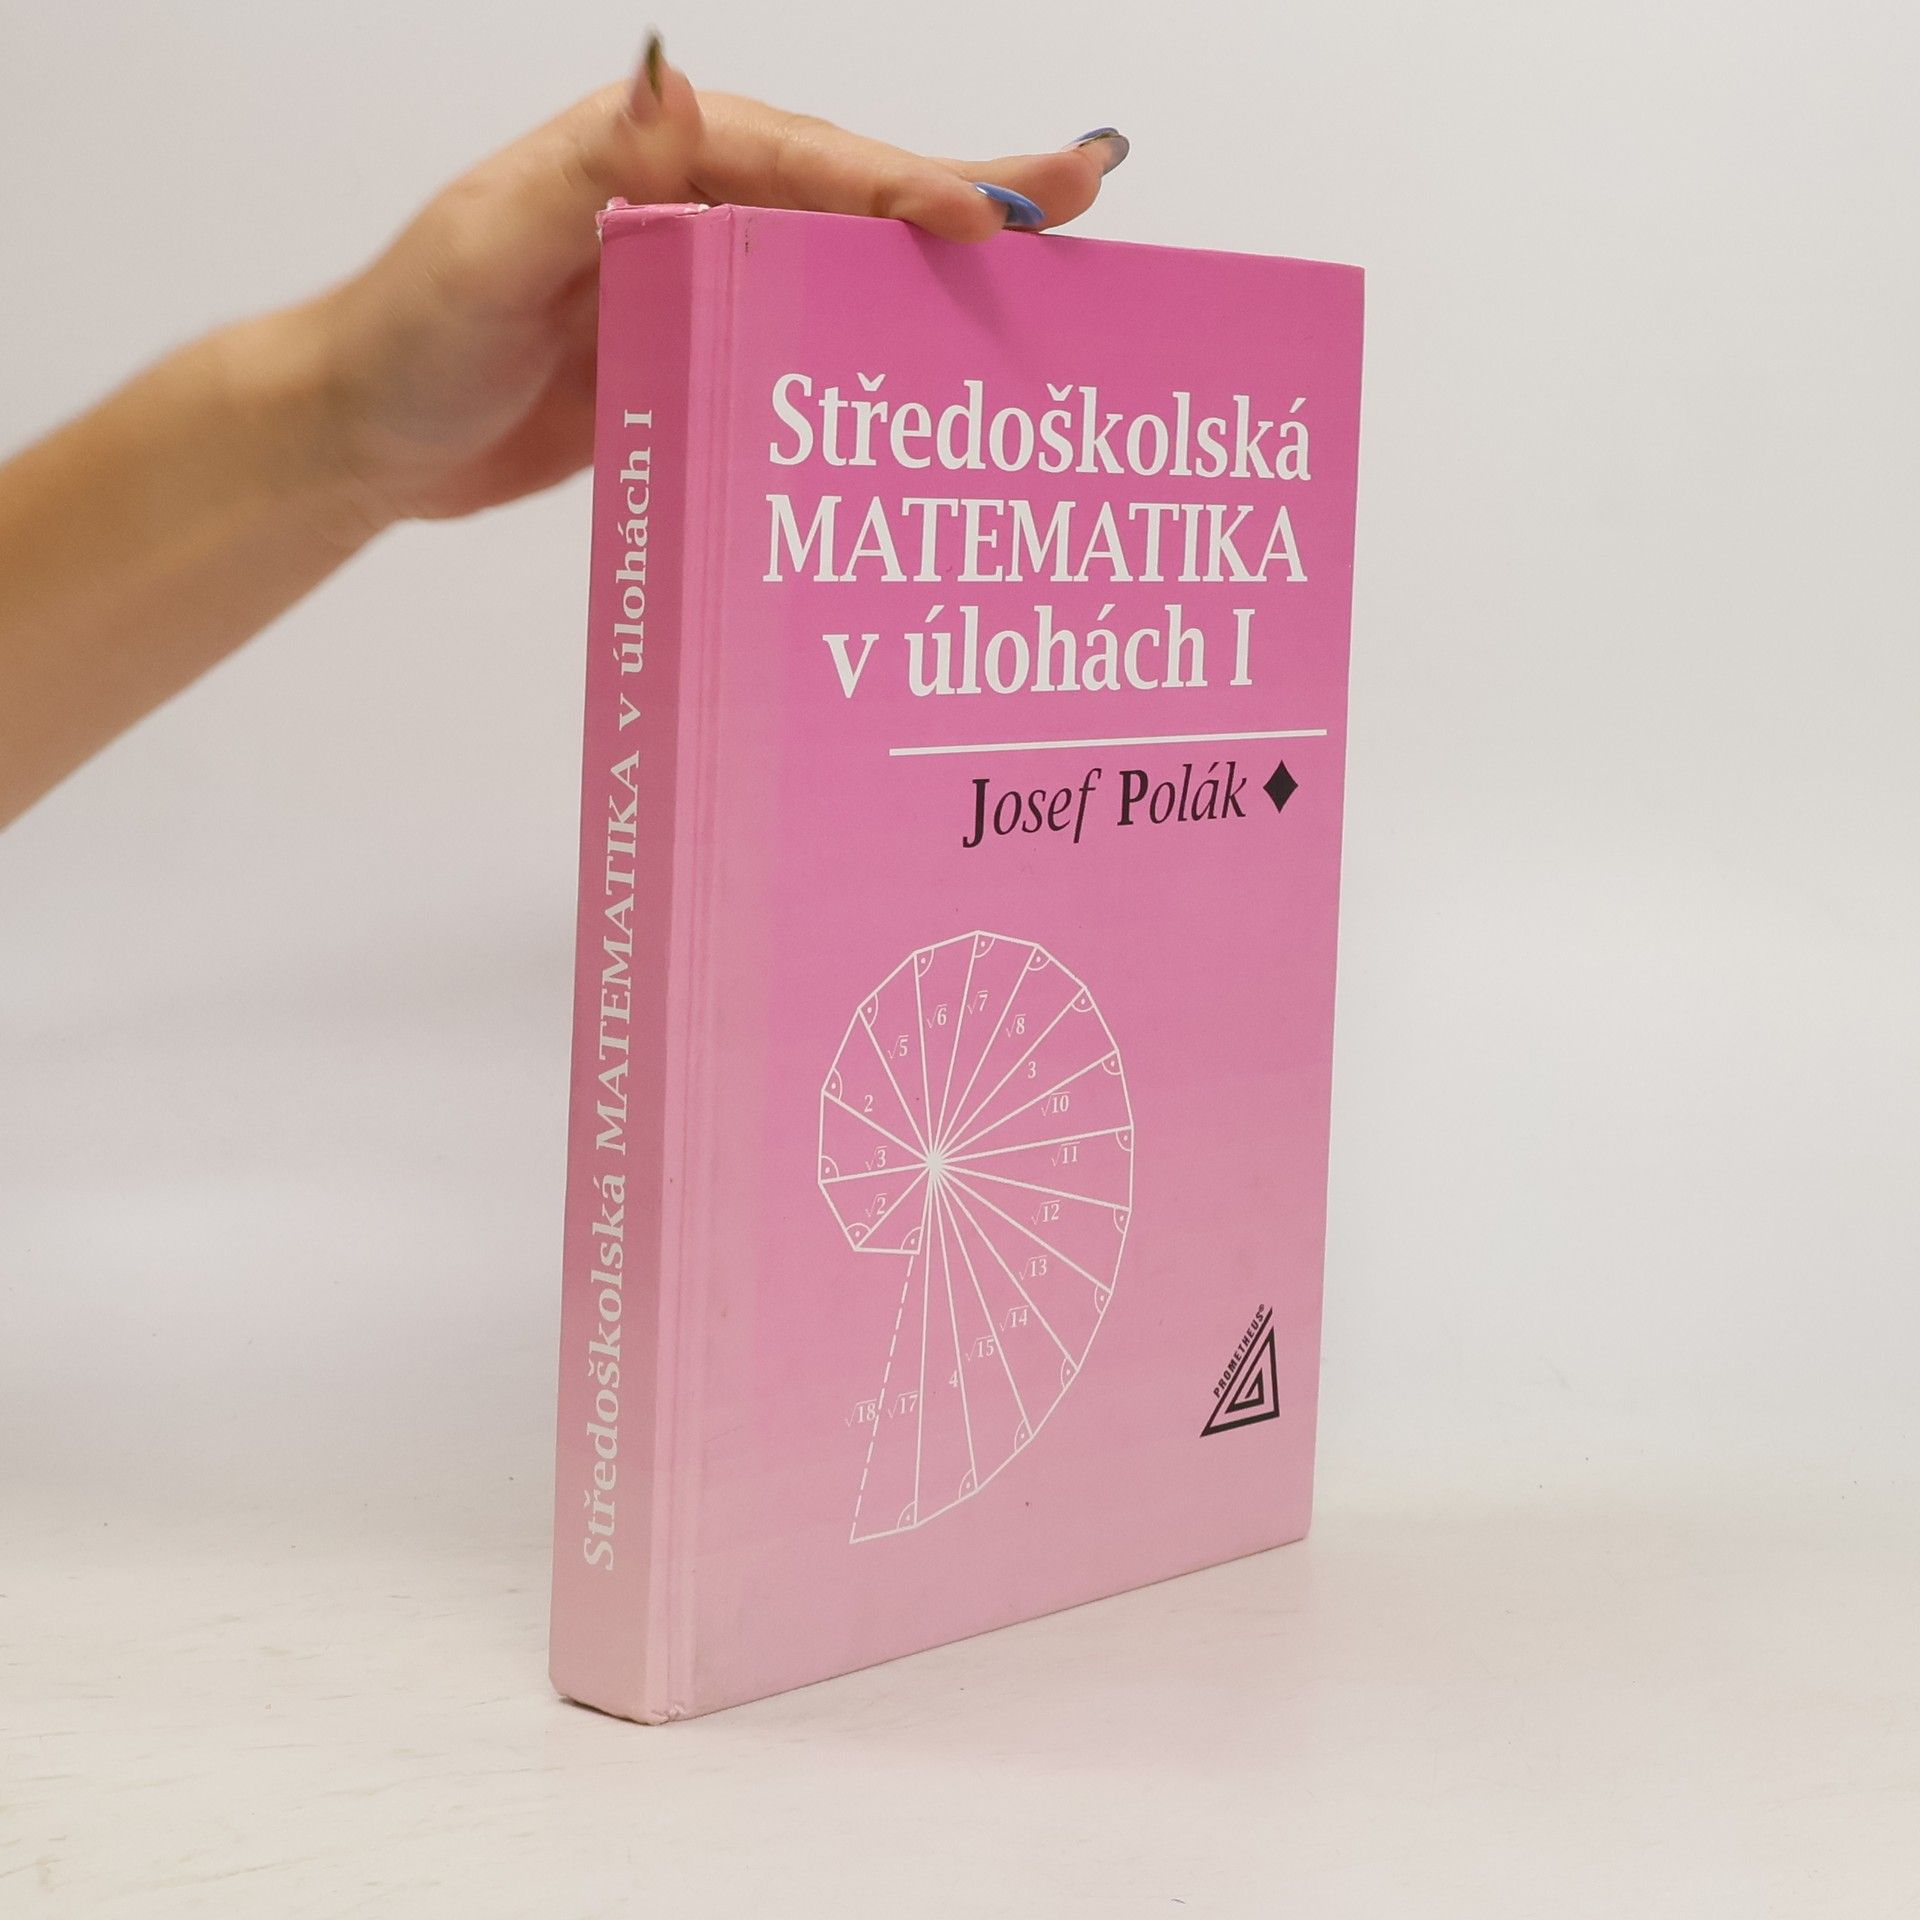 Středoškolská MATEMATIKA v úlohách I
Středoškolská
MATEMATIKA
v úlohách I
Josef Polák
√2
√3
2
√5
√6
√7
√8
3
√10
√11
√12
√13
√14
√15
4
√17
√18
PROMETHEUS®